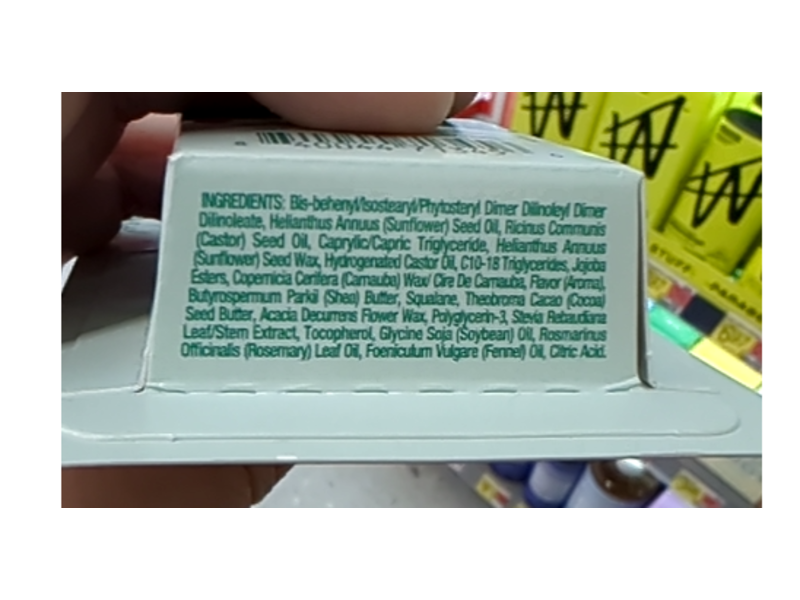 INGREDIENTS: Bis-behenyl/Isostearyl/Phytosteryl Dimer Dilinoleyl Dimer
Dilinoleate, Helianthus Annuus (Sunflower) Seed Oil, Ricinus Communis
(Castor) Seed Oil, Caprylic/Capric Triglyceride, Helianthus Annuus
(Sunflower) Seed Wax, Hydrogenated Castor Oil, C10-18 Triglycerides, Jojoba
Esters, Copernicia Cerifera (Carnauba) Wax/ Cire De Carnauba, Flavor (Aroma),
Butyrospermum Parkii (Shea) Butter, Squalane, Theobroma Cacao (Cocoa)
Seed Butter, Acacia Decurrens Flower Wax, Polyglycerin-3, Stevia Rebaudiana
Leaf/Stem Extract, Tocopherol, Glycine Soja (Soybean) Oil, Rosmarinus
Officinalis (Rosemary) Leaf Oil, Foeniculum Vulgare (Fennel) Oil, Citric Acid.
STUFF: